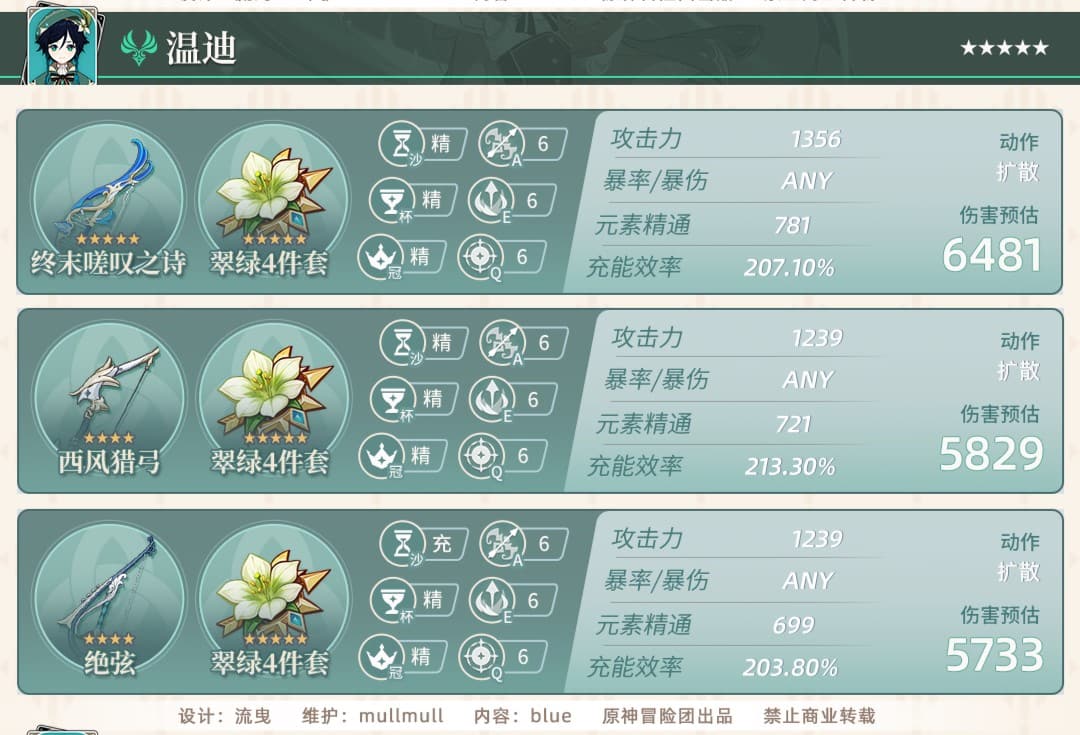 温迪
★★★★★
终末嗟叹之诗
★★★★★
翠绿4件套
★★★★★
沙 精
A 6
杯 精
E 6
冠 精
Q 6
攻击力 1356
暴率/暴伤 ANY
元素精通 781
充能效率 207.10%
动作
扩散
伤害预估
6481
西风猎弓
★★★★
翠绿4件套
★★★★★
沙 精
A 6
杯 精
E 6
冠 精
Q 6
攻击力 1239
暴率/暴伤 ANY
元素精通 721
充能效率 213.30%
动作
扩散
伤害预估
5829
绝弦
★★★★
翠绿4件套
★★★★★
沙 充
A 6
杯 精
E 6
冠 精
Q 6
攻击力 1239
暴率/暴伤 ANY
元素精通 699
充能效率 203.80%
动作
扩散
伤害预估
5733
设计：流曳 维护：mullmull 内容：blue 原神冒险团出品 禁止商业转载